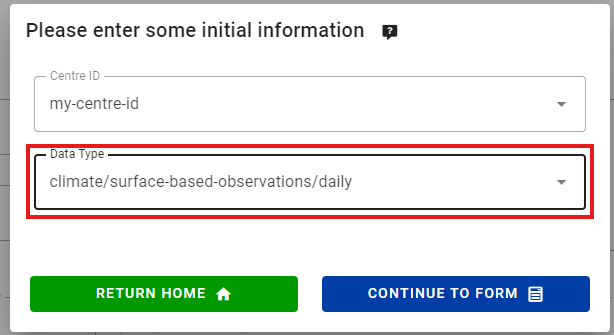 Please enter some initial information
Centre ID
my-centre-id
Data Type
climate/surface-based-observations/daily
RETURN HOME
CONTINUE TO FORM